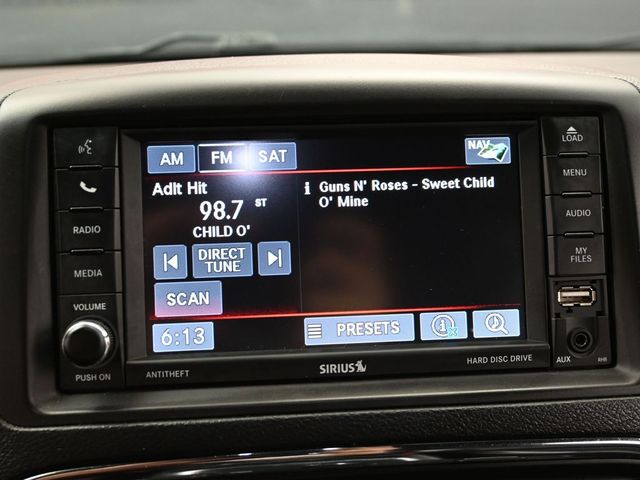 AM FM SAT NAV
Adlt Hit
98.7 ST
CHILD O'
i Guns N' Roses - Sweet Child
O' Mine
DIRECT
TUNE
SCAN
6:13
PRESETS
RADIO
MEDIA
VOLUME
PUSH ON
LOAD
MENU
AUDIO
MY
FILES
AUX
RHR
ANTITHEFT
SIRIUS
HARD DISC DRIVE